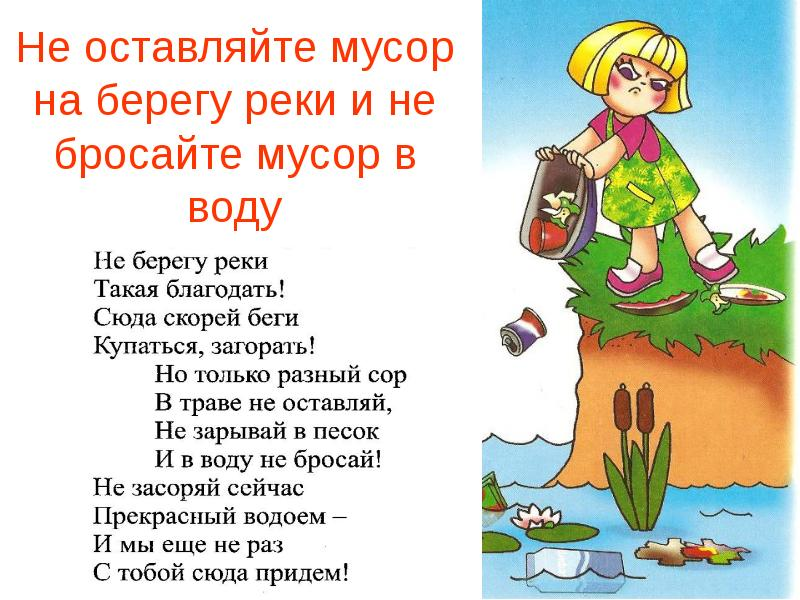 Не оставляйте мусор
на берегу реки и не
бросайте мусор в
воду
Не берегу реки
Такая благодать!
Сюда скорей беги
Купаться, загорать!
Но только разный сор
В траве не оставляй,
Не зарывай в песок
И в воду не бросай!
Не засоряй сейчас
Прекрасный водоем –
И мы еще не раз
С тобой сюда придем!